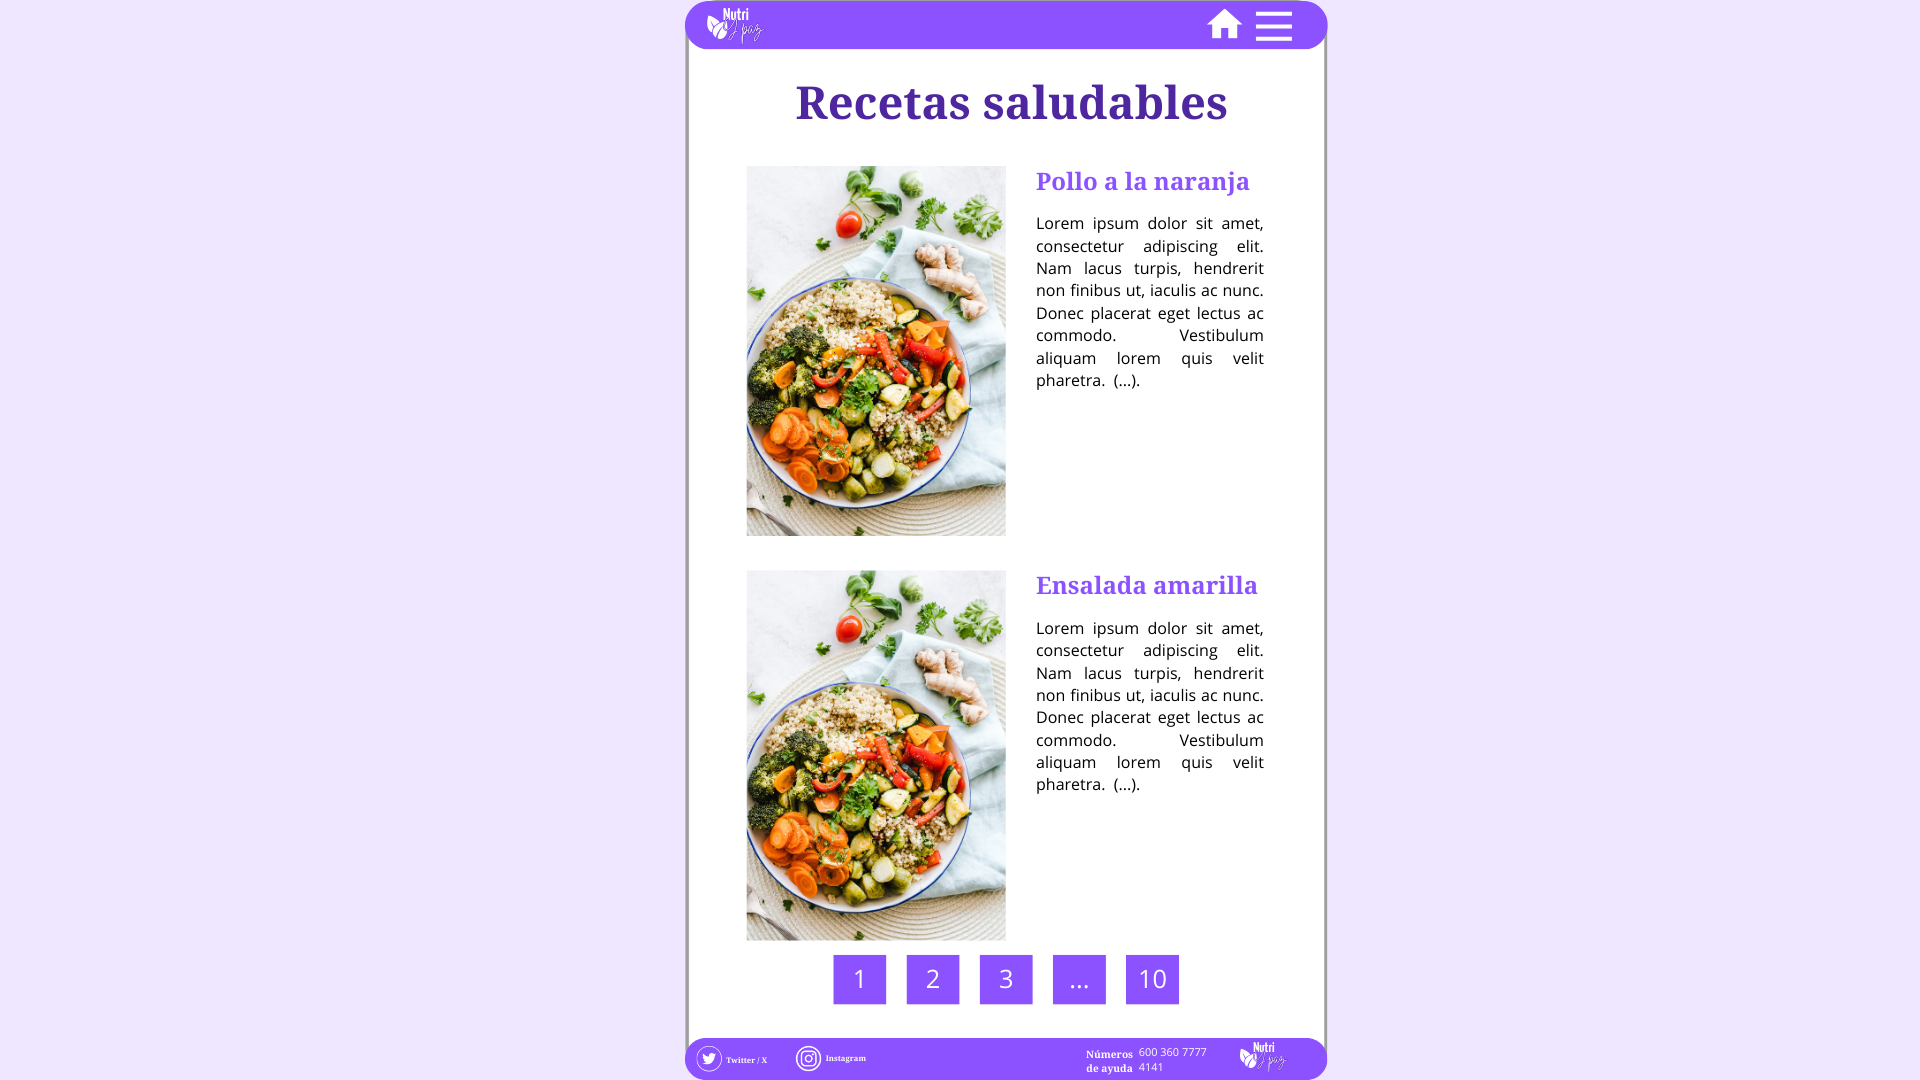 Nutri
y paz
Recetas saludables
Pollo a la naranja
Lorem ipsum dolor sit amet,
consectetur adipiscing elit.
Nam lacus turpis, hendrerit
non finibus ut, iaculis ac nunc.
Donec placerat eget lectus ac
commodo. Vestibulum
aliquam lorem quis velit
pharetra. (...).
Ensalada amarilla
Lorem ipsum dolor sit amet,
consectetur adipiscing elit.
Nam lacus turpis, hendrerit
non finibus ut, iaculis ac nunc.
Donec placerat eget lectus ac
commodo. Vestibulum
aliquam lorem quis velit
pharetra. (...).
1 2 3 ... 10
Twitter / X
Instagram
Números
de ayuda
600 360 7777
4141
Nutri
y paz